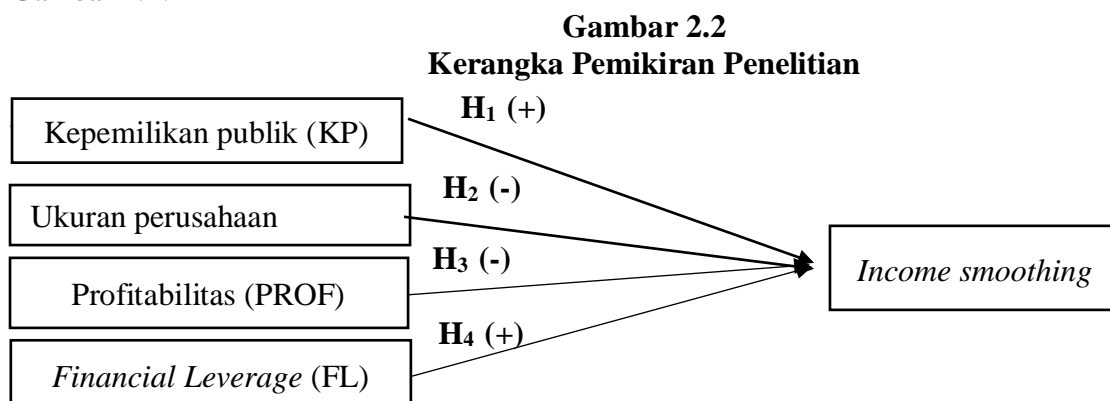 Gambar 2.2
Kerangka Pemikiran Penelitian
H1 (+)
Kepemilikan publik (KP)
H2 (-)
Ukuran perusahaan
H3 (-)
Income smoothing
Profitabilitas (PROF)
H4 (+)
Financial Leverage (FL)